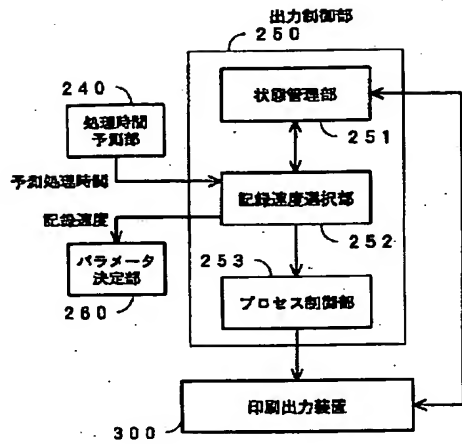 出力制御部
250
240
状態管理部
処理時間
予測部
251
予測処理時間
記録速度選択部
記録速度
252
パラメータ
決定部
253
260
プロセス制御部
印刷出力装置
300